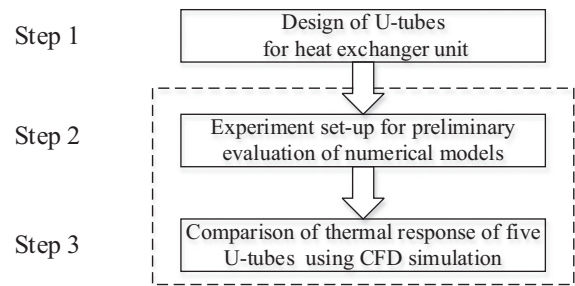 Step 1
Design of U-tubes
for heat exchanger unit
Step 2
Experiment set-up for preliminary
evaluation of numerical models
Step 3
Comparison of thermal response of five
U-tubes using CFD simulation